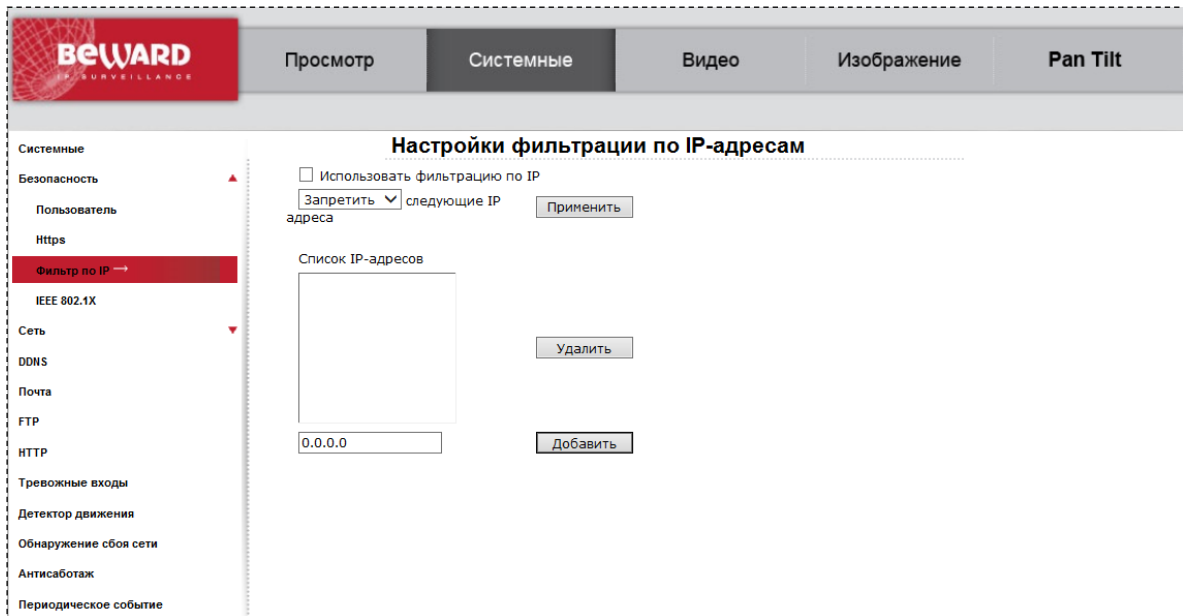 BEWARD
IP SURVEILLANCE
Просмотр
Системные
Видео
Изображение
Pan Tilt
Системные
Безопасность
Пользователь
Https
Фильтр по IP →
IEEE 802.1X
Сеть
DDNS
Почта
FTP
HTTP
Тревожные входы
Детектор движения
Обнаружение сбоя сети
Антисаботаж
Периодическое событие
Настройки фильтрации по IP-адресам
Использовать фильтрацию по IP
Запретить следующие IP
адреса
Применить
Список IP-адресов
Удалить
0.0.0.0
Добавить